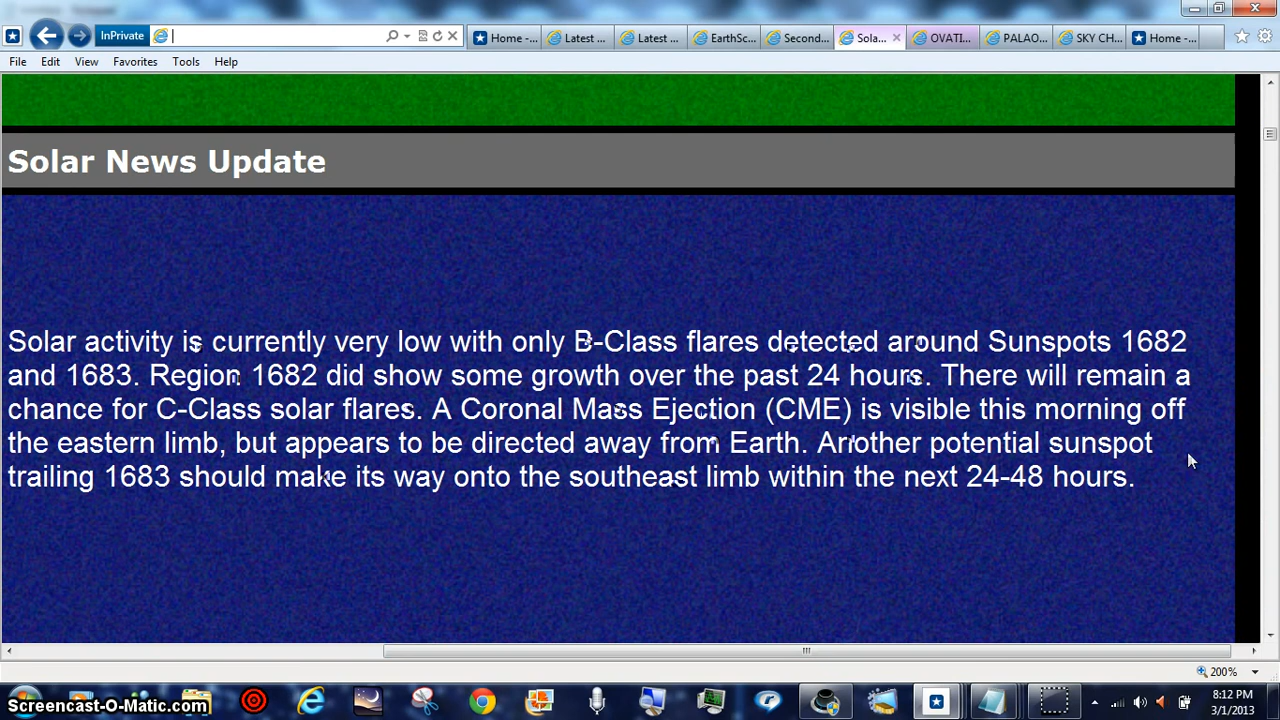 InPrivate
Home -...
Latest ...
Latest ...
EarthSc...
Second...
Sola...
OVATI...
PALAO...
SKY CH...
Home -...
File Edit View Favorites Tools Help
Solar News Update
Solar activity is currently very low with only B-Class flares detected around Sunspots 1682
and 1683. Region 1682 did show some growth over the past 24 hours. There will remain a
chance for C-Class solar flares. A Coronal Mass Ejection (CME) is visible this morning off
the eastern limb, but appears to be directed away from Earth. Another potential sunspot
trailing 1683 should make its way onto the southeast limb within the next 24-48 hours.
200%
Screencast-O-Matic.com
8:12 PM
3/1/2013